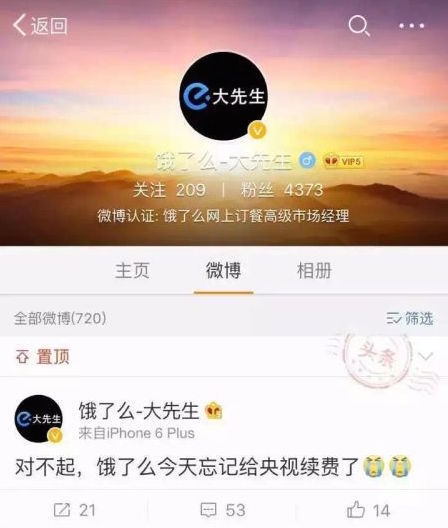 返回
大先生
饿了么-大先生
VIP5
关注 209 | 粉丝 4373
微博认证: 饿了么网上订餐高级市场经理
主页 微博 相册
全部微博(720) 筛选
置顶
头条
大先生
饿了么-大先生
来自iPhone 6 Plus
对不起，饿了么今天忘记给央视续费了😭😭
21 53 14